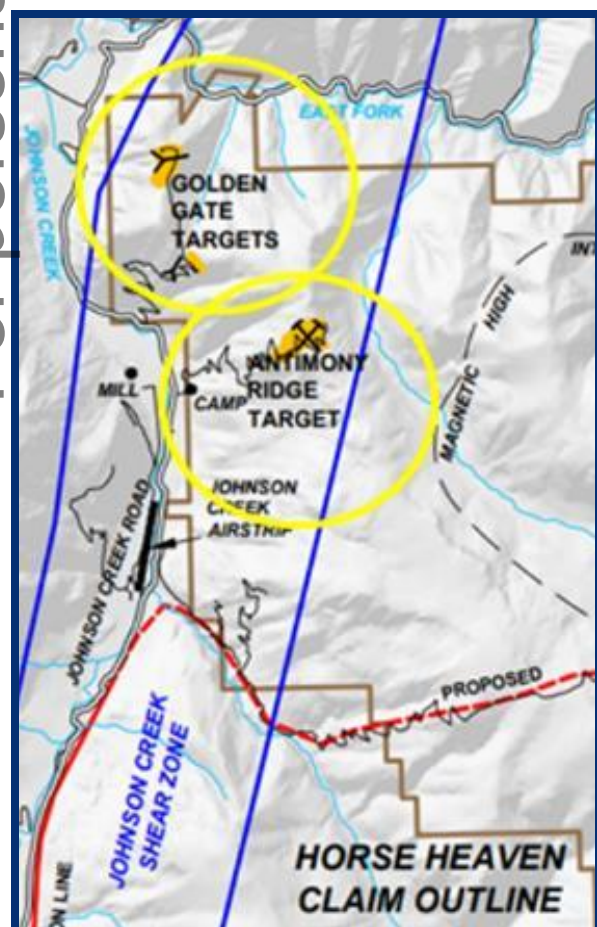 EAST FORK
JOHNSON CREEK
GOLDEN
GATE
TARGETS
HIGH
MAGNETIC
ANTIMONY
RIDGE
TARGET
MILL
CAMP
JOHNSON
CREEK
AIRSTRIP
JOHNSON CREEK ROAD
PROPOSED
JOHNSON CREEK
SHEAR ZONE
LINE
HORSE HEAVEN
CLAIM OUTLINE